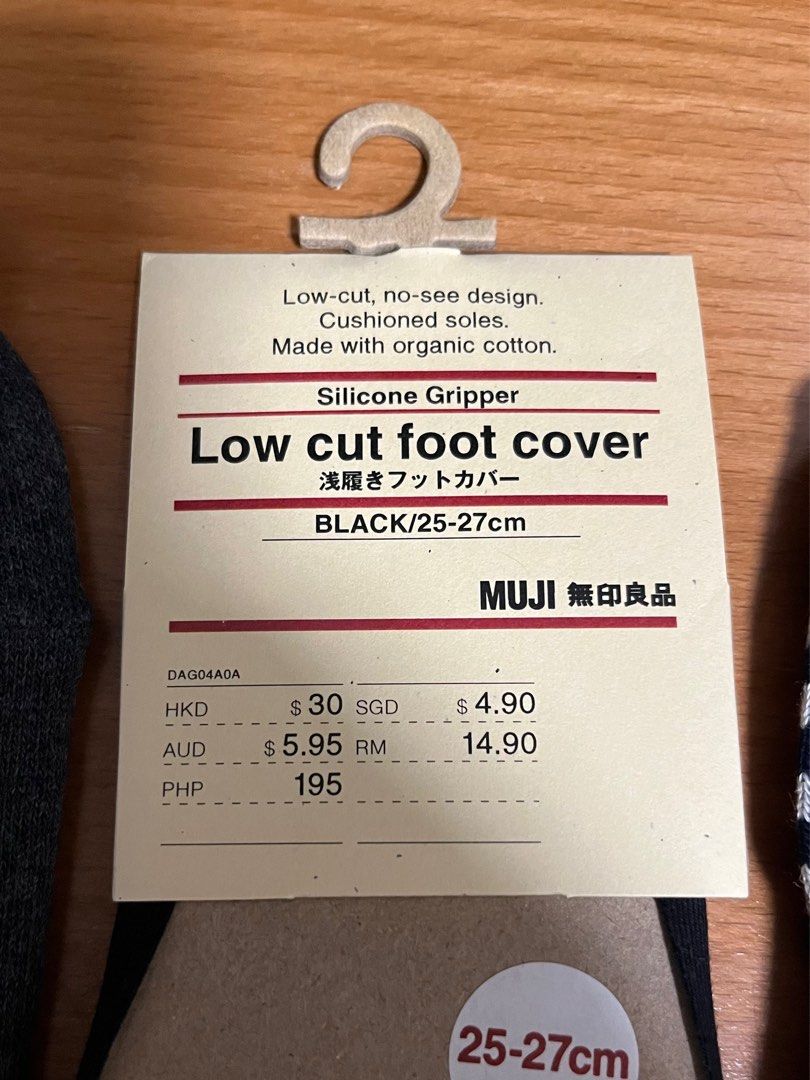 Low-cut, no-see design.
Cushioned soles.
Made with organic cotton.
Silicone Gripper
Low cut foot cover
浅履きフットカバー
BLACK/25-27cm
MUJI 無印良品
DAG04A0A
HKD $ 30 SGD $ 4.90
AUD $ 5.95 RM 14.90
PHP 195
25-27cm